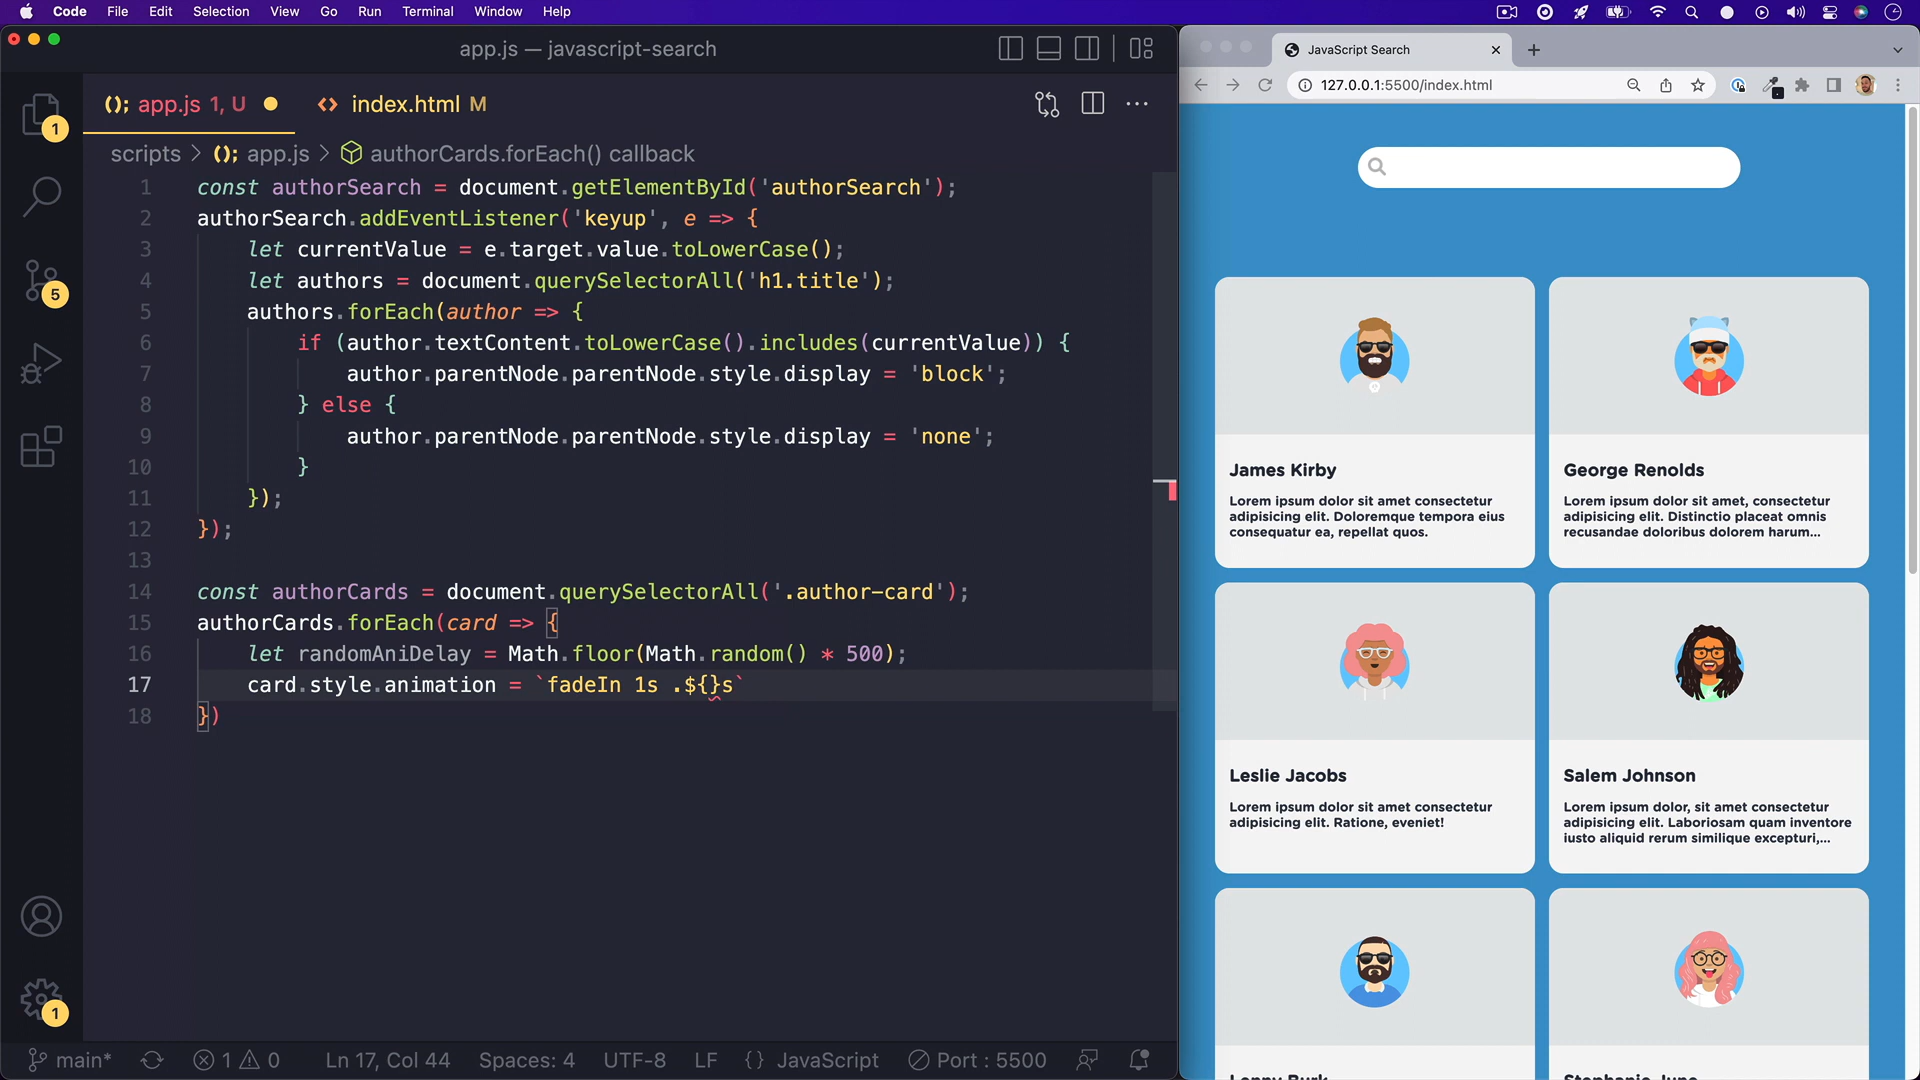 Code File Edit Selection View Go Run Terminal Window Help
app.js — javascript-search
app.js 1, U index.html M
scripts > app.js > authorCards.forEach() callback
1 const authorSearch = document.getElementById('authorSearch');
2 authorSearch.addEventListener('keyup', e => {
3 let currentValue = e.target.value.toLowerCase();
4 let authors = document.querySelectorAll('h1.title');
5 authors.forEach(author => {
6 if (author.textContent.toLowerCase().includes(currentValue)) {
7 author.parentNode.parentNode.style.display = 'block';
8 } else {
9 author.parentNode.parentNode.style.display = 'none';
10 }
11 });
12 });
13
14 const authorCards = document.querySelectorAll('.author-card');
15 authorCards.forEach(card => {
16 let randomAniDelay = Math.floor(Math.random() * 500);
17 card.style.animation = `fadeIn 1s .${}s`
18 })
1
5
1
main* 1 0 Ln 17, Col 44 Spaces: 4 UTF-8 LF {} JavaScript Port : 5500
JavaScript Search
127.0.0.1:5500/index.html
James Kirby
Lorem ipsum dolor sit amet consectetur
adipisicing elit. Doloremque tempora eius
consequatur ea, repellat quos.
George Renolds
Lorem ipsum dolor sit amet, consectetur
adipisicing elit. Distinctio placeat omnis
recusandae doloribus dolorem harum...
Leslie Jacobs
Lorem ipsum dolor sit amet consectetur
adipisicing elit. Ratione, eveniet!
Salem Johnson
Lorem ipsum dolor, sit amet consectetur
adipisicing elit. Laboriosam quam inventore
iusto aliquid rerum similique excepturi,...
Lenny Burk
Stephanie June